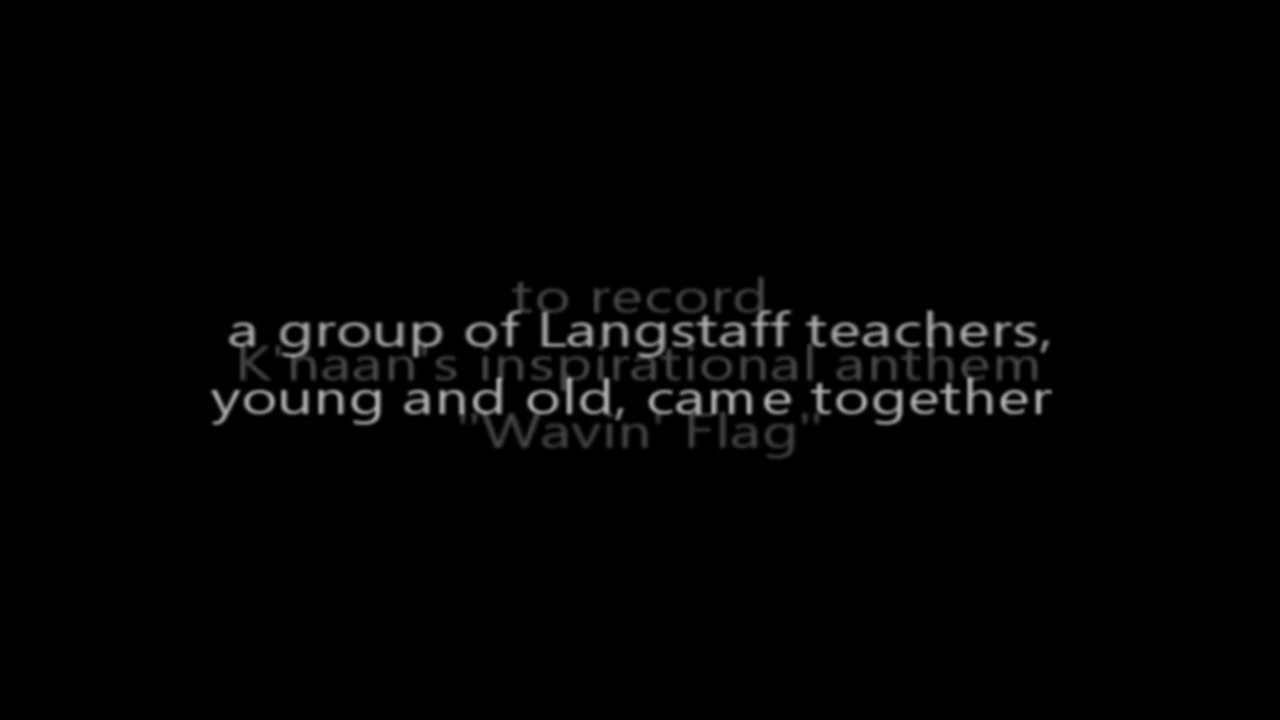 to record
a group of Langstaff teachers,
K'naan's inspirational anthem
young and old, came together
"Wavin' Flag"